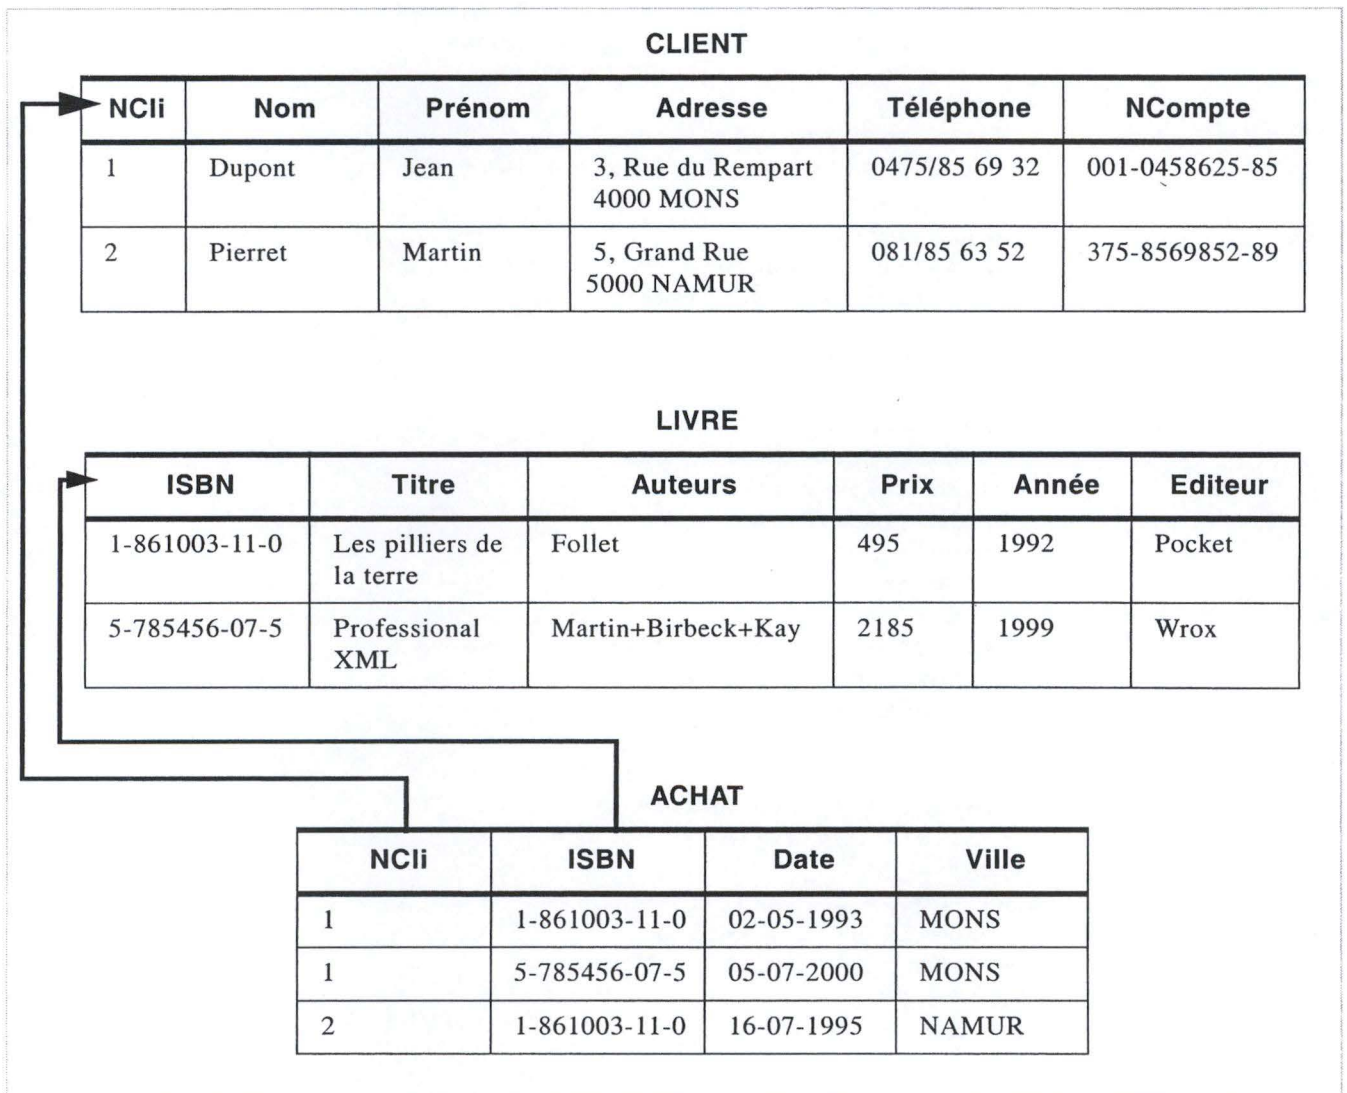 CLIENT
NCli Nom Prénom Adresse Téléphone NCompte
1 Dupont Jean 3, Rue du Rempart 0475/85 69 32 001-0458625-85
4000 MONS
2 Pierret Martin 5, Grand Rue 081/85 63 52 375-8569852-89
5000 NAMUR
LIVRE
ISBN Titre Auteurs Prix Année Editeur
1-861003-11-0 Les pilliers de Follet 495 1992 Pocket
la terre
5-785456-07-5 Professional Martin+Birbeck+Kay 2185 1999 Wrox
XML
ACHAT
NCli ISBN Date Ville
1 1-861003-11-0 02-05-1993 MONS
1 5-785456-07-5 05-07-2000 MONS
2 1-861003-11-0 16-07-1995 NAMUR